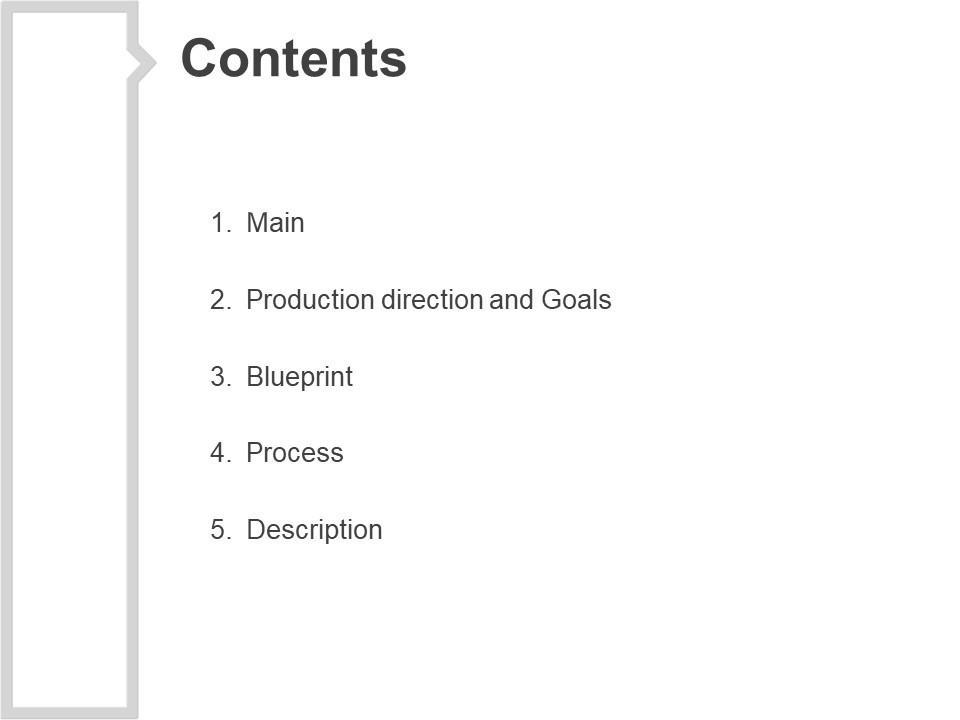 Contents
1. Main
2. Production direction and Goals
3. Blueprint
4. Process
5. Description